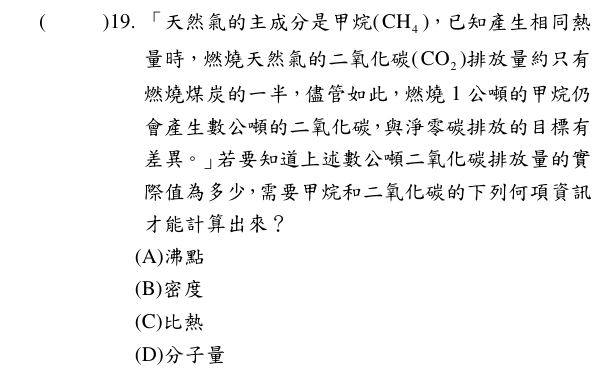 (　　)19. 「天然氣的主成分是甲烷(CH₄)，已知產生相同熱
量時，燃燒天然氣的二氧化碳(CO₂)排放量約只有
燃燒煤炭的一半，儘管如此，燃燒 1 公噸的甲烷仍
會產生數公噸的二氧化碳，與淨零碳排放的目標有
差異。」若要知道上述數公噸二氧化碳排放量的實
際值為多少，需要甲烷和二氧化碳的下列何項資訊
才能計算出來？
(A)沸點
(B)密度
(C)比熱
(D)分子量